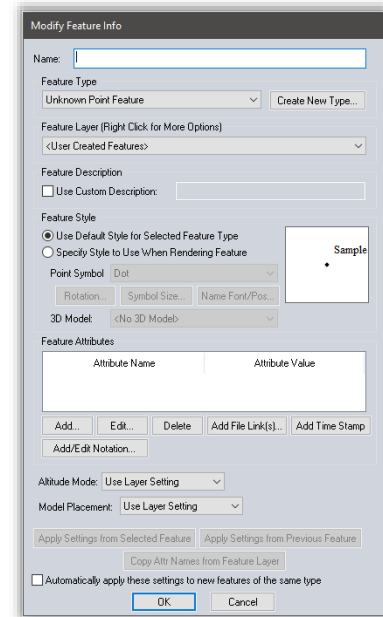 Modify Feature Info
Name:
Feature Type
Unknown Point Feature
Create New Type...
Feature Layer (Right Click for More Options)
<User Created Features>
Feature Description
Use Custom Description:
Feature Style
Use Default Style for Selected Feature Type
Specify Style to Use When Rendering Feature
Sample
Point Symbol Dot
Rotation... Symbol Size... Name Font/Pos...
3D Model: <No 3D Model>
Feature Attributes
Attribute Name Attribute Value
Add... Edit... Delete Add File Link(s)... Add Time Stamp
Add/Edit Notation...
Altitude Mode: Use Layer Setting
Model Placement: Use Layer Setting
Apply Settings from Selected Feature Apply Settings from Previous Feature
Copy Attr Names from Feature Layer
Automatically apply these settings to new features of the same type
OK Cancel